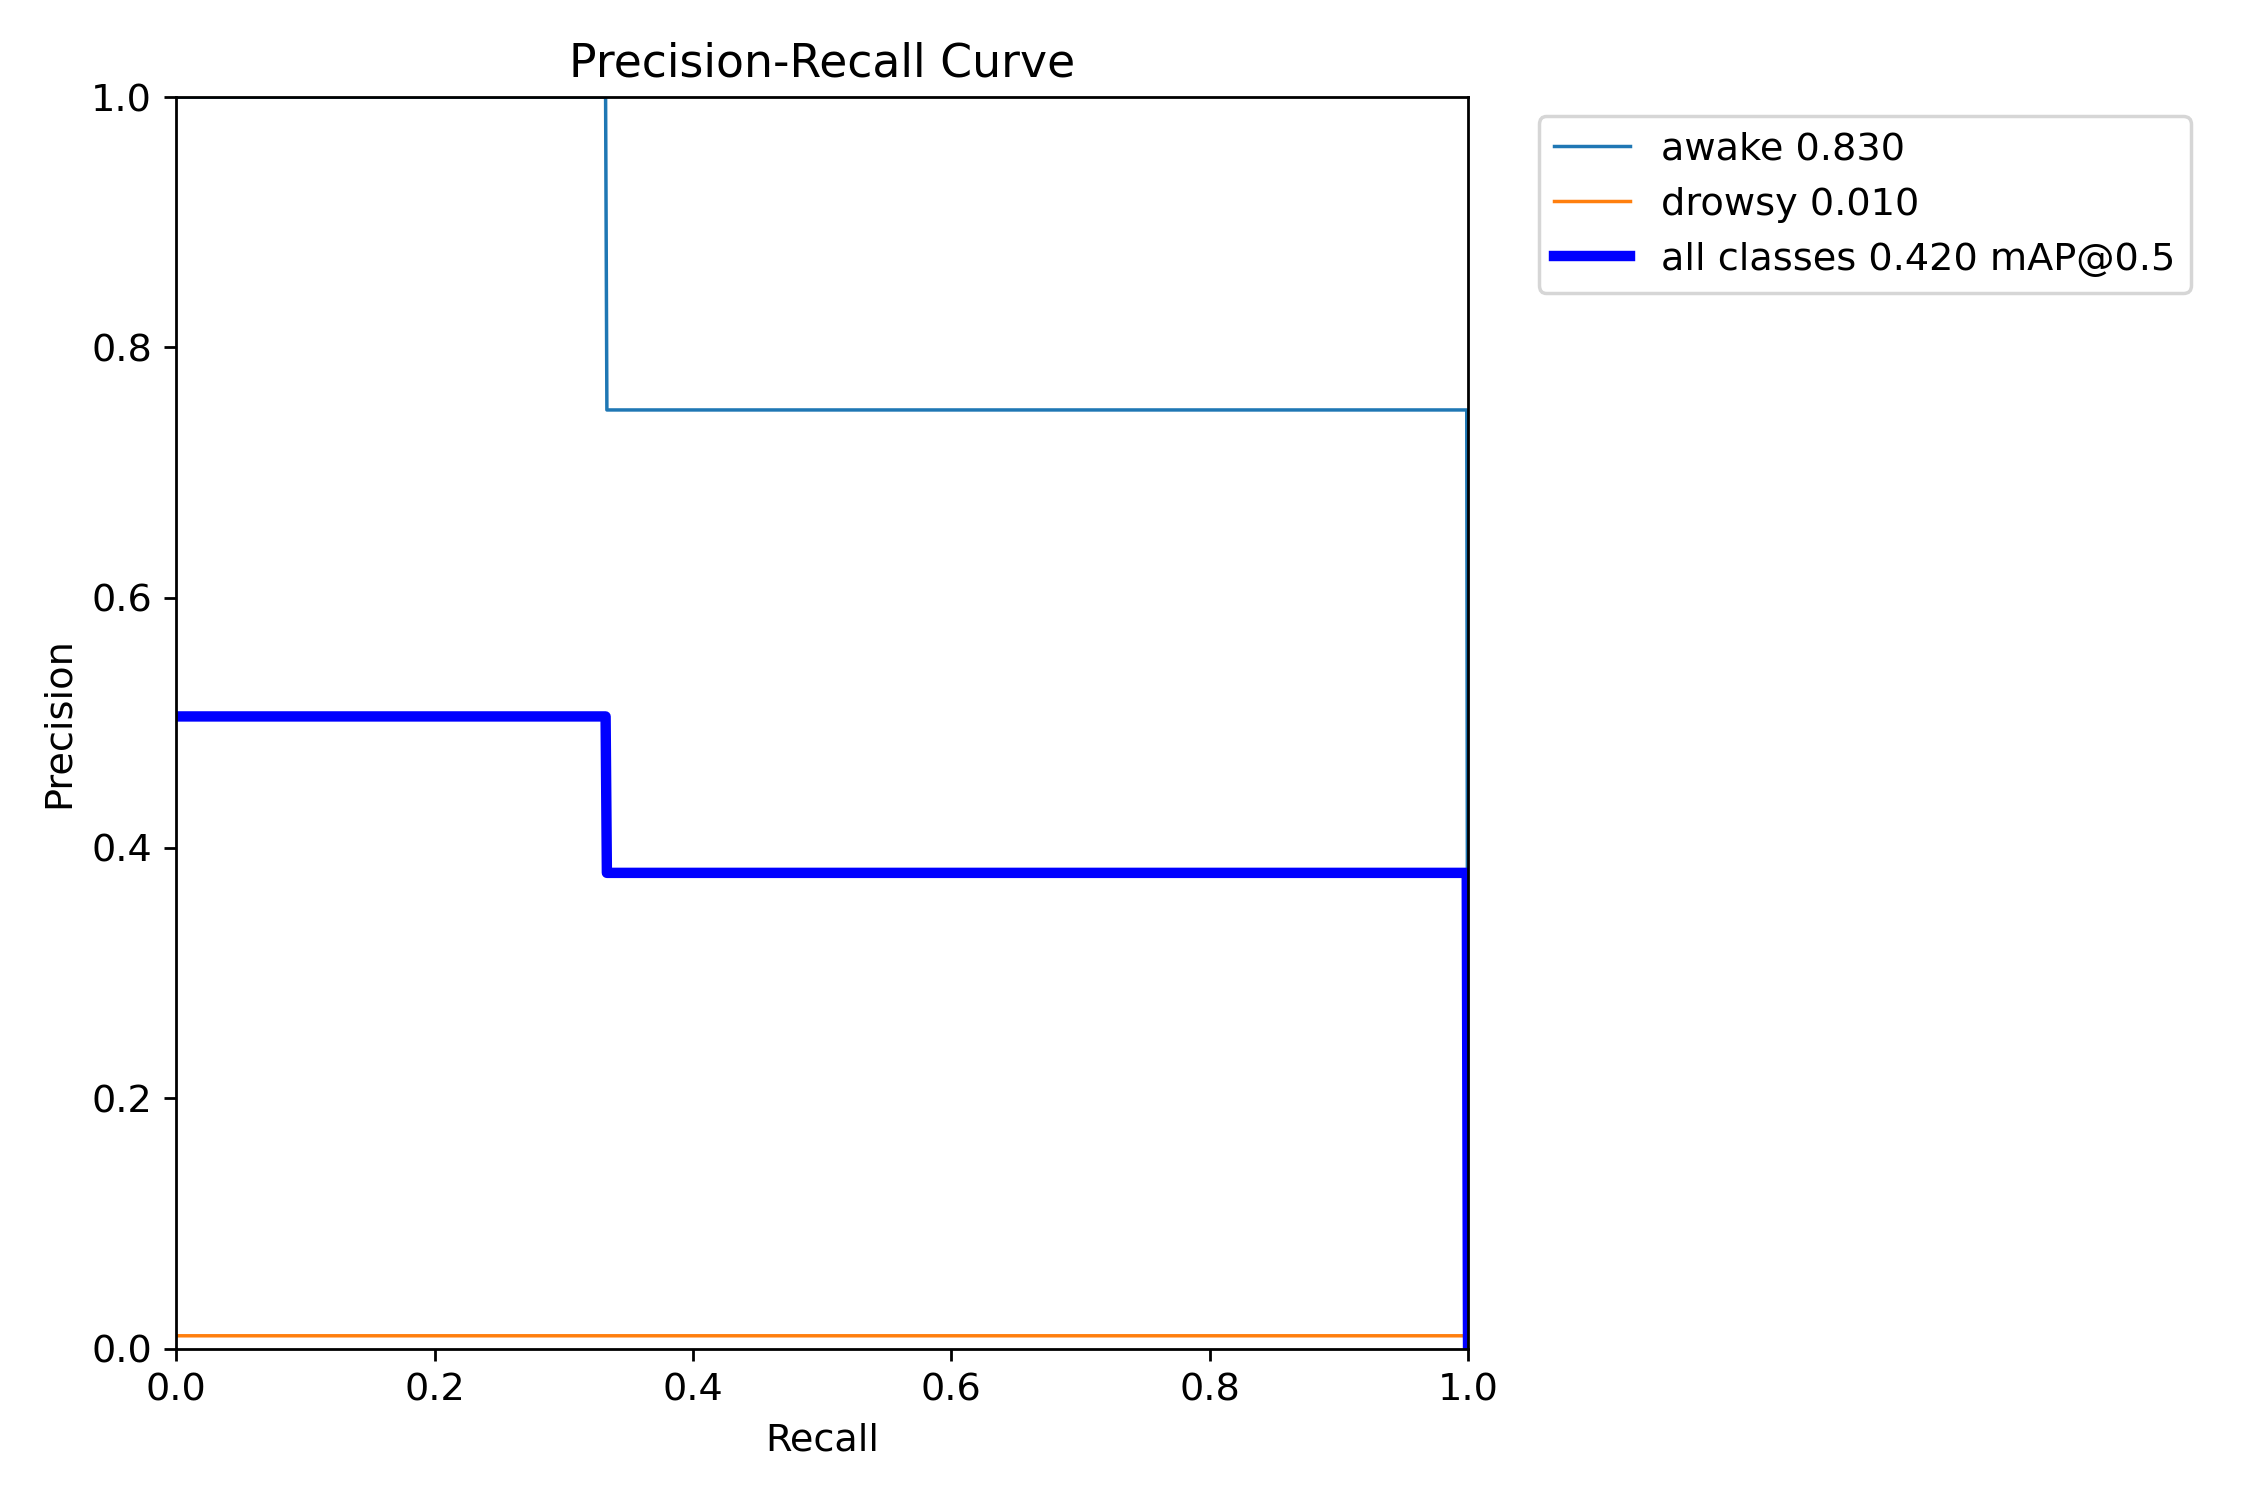 Precision-Recall Curve
1.0
0.8
0.6
0.4
0.2
0.0
Precision
0.0 0.2 0.4 0.6 0.8 1.0
Recall
awake 0.830
drowsy 0.010
all classes 0.420 mAP@0.5